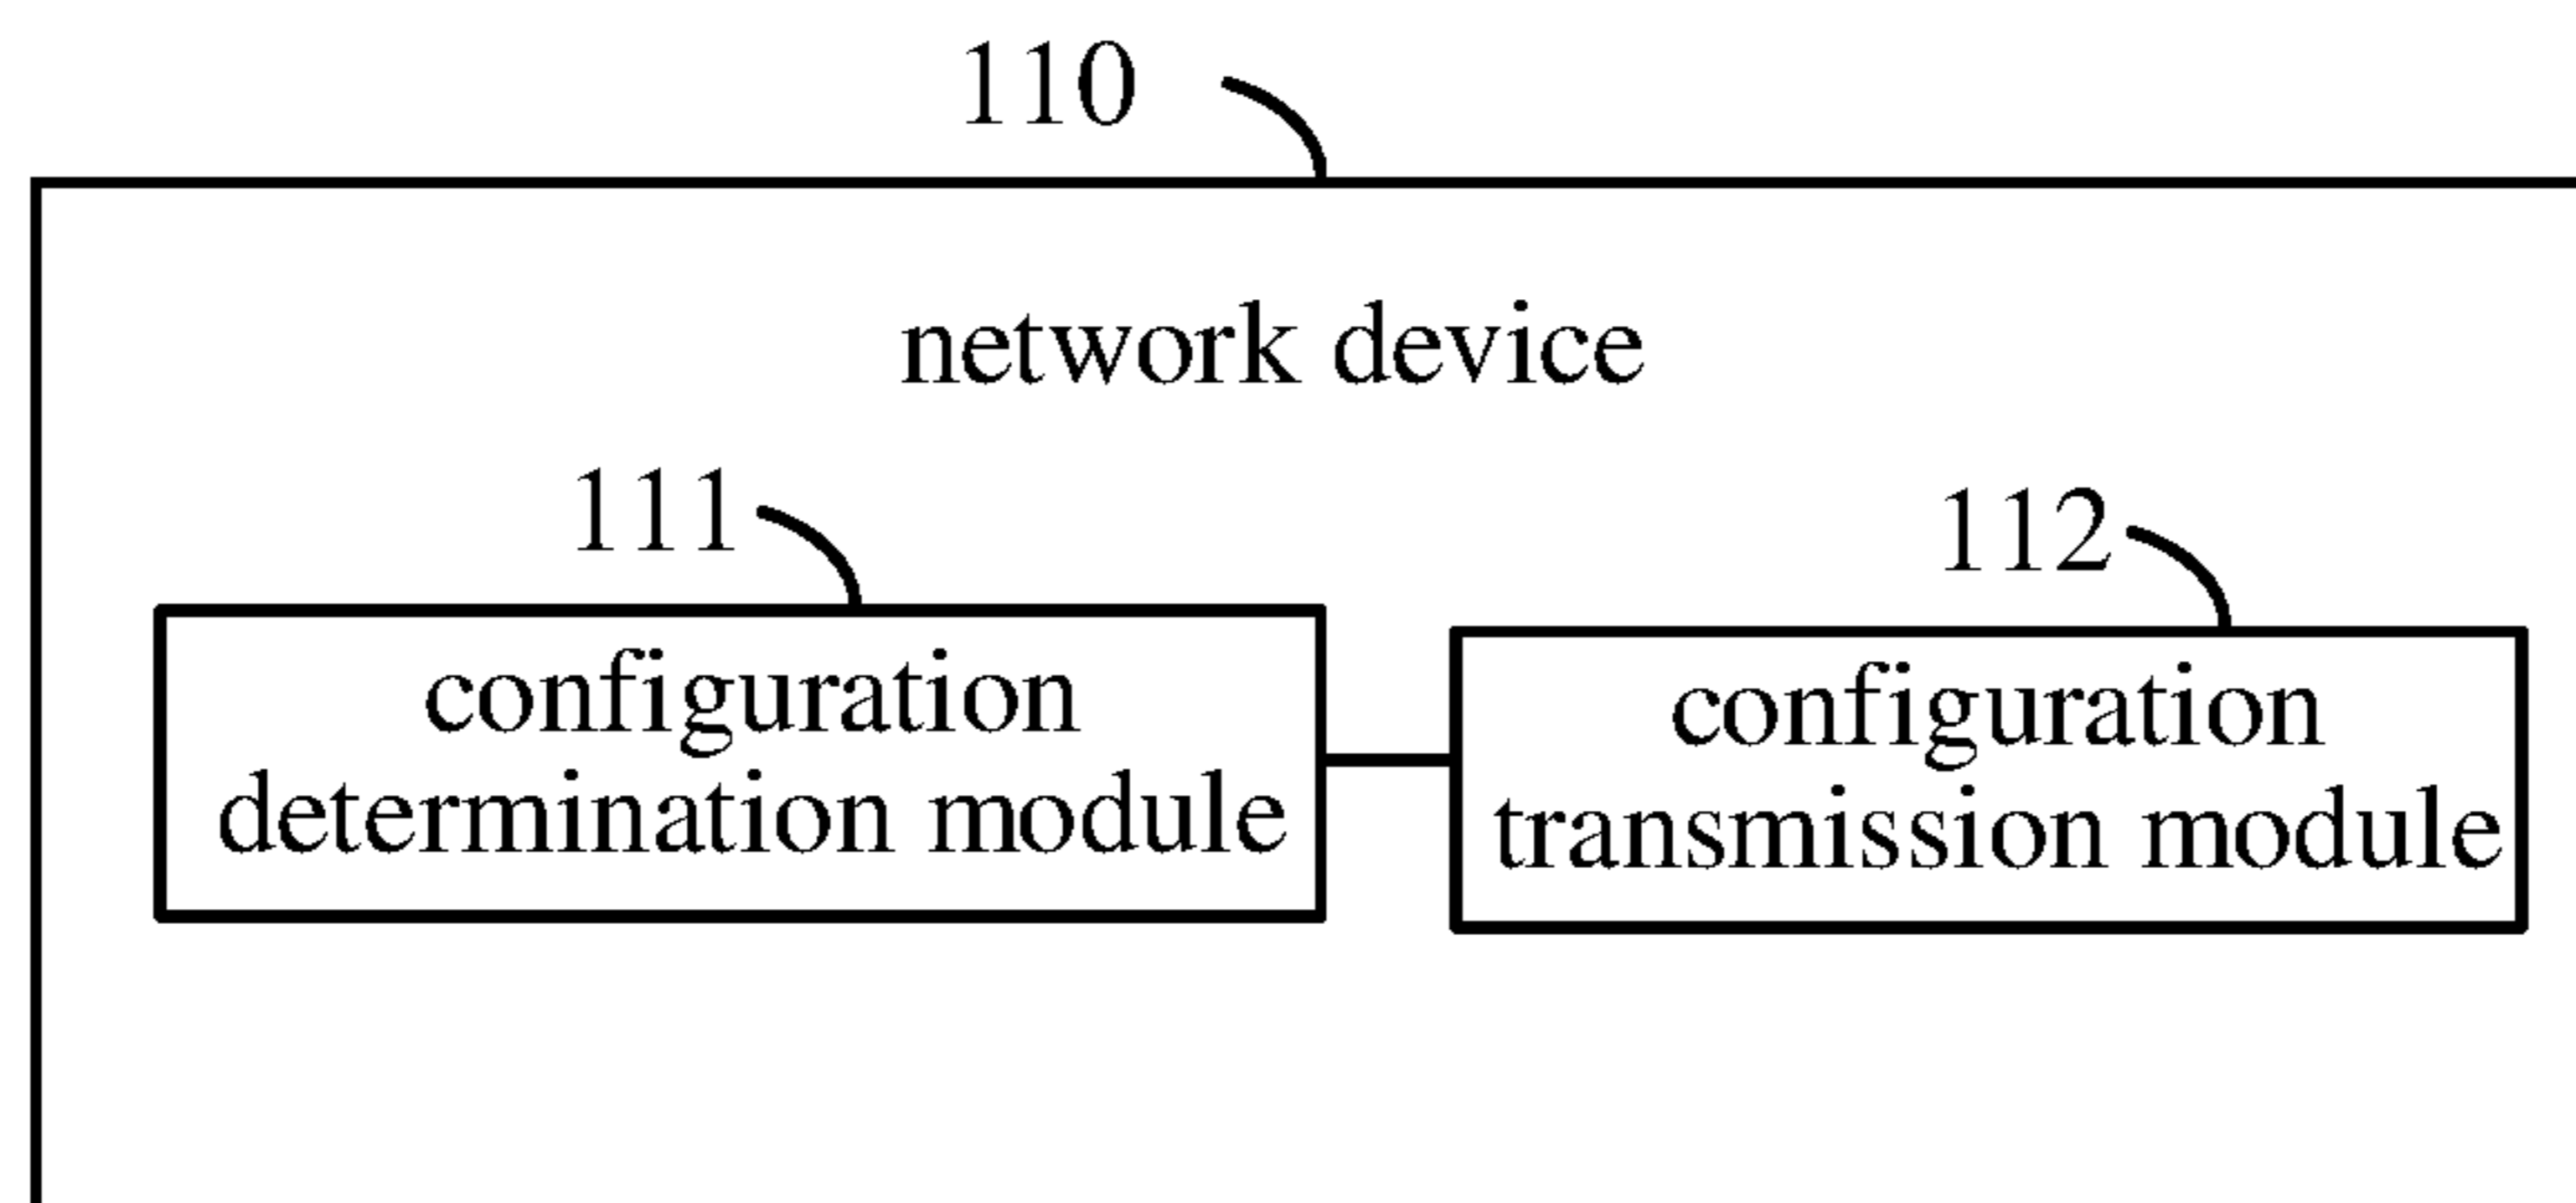 110
network device
111
112
configuration
determination module
configuration
transmission module